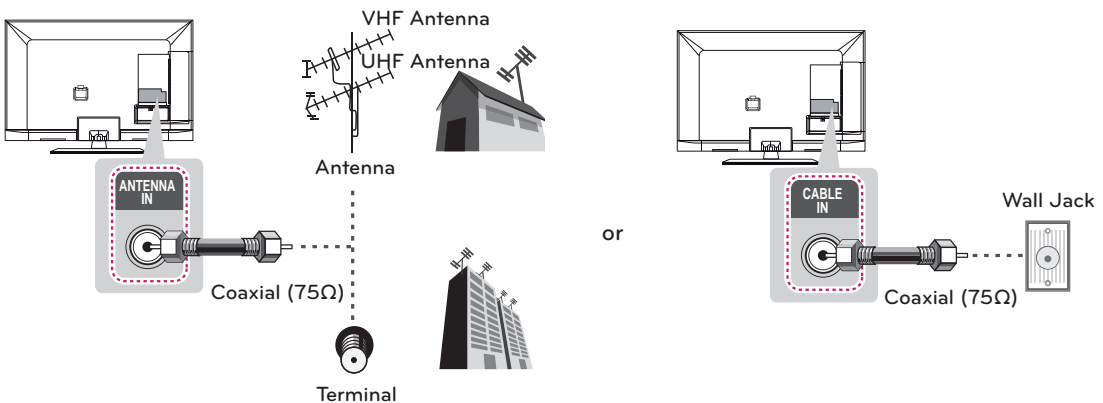 VHF Antenna
UHF Antenna
Antenna
ANTENNA
IN
Coaxial (75Ω)
Terminal
or
CABLE
IN
Wall Jack
Coaxial (75Ω)